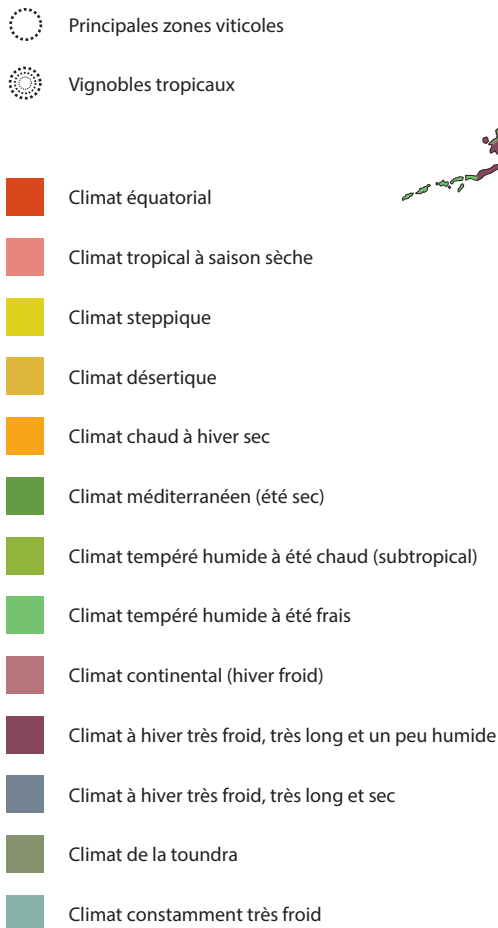 Principales zones viticoles
Vignobles tropicaux
Climat équatorial
Climat tropical à saison sèche
Climat steppique
Climat désertique
Climat chaud à hiver sec
Climat méditerranéen (été sec)
Climat tempéré humide à été chaud (subtropical)
Climat tempéré humide à été frais
Climat continental (hiver froid)
Climat à hiver très froid, très long et un peu humide
Climat à hiver très froid, très long et sec
Climat de la toundra
Climat constamment très froid